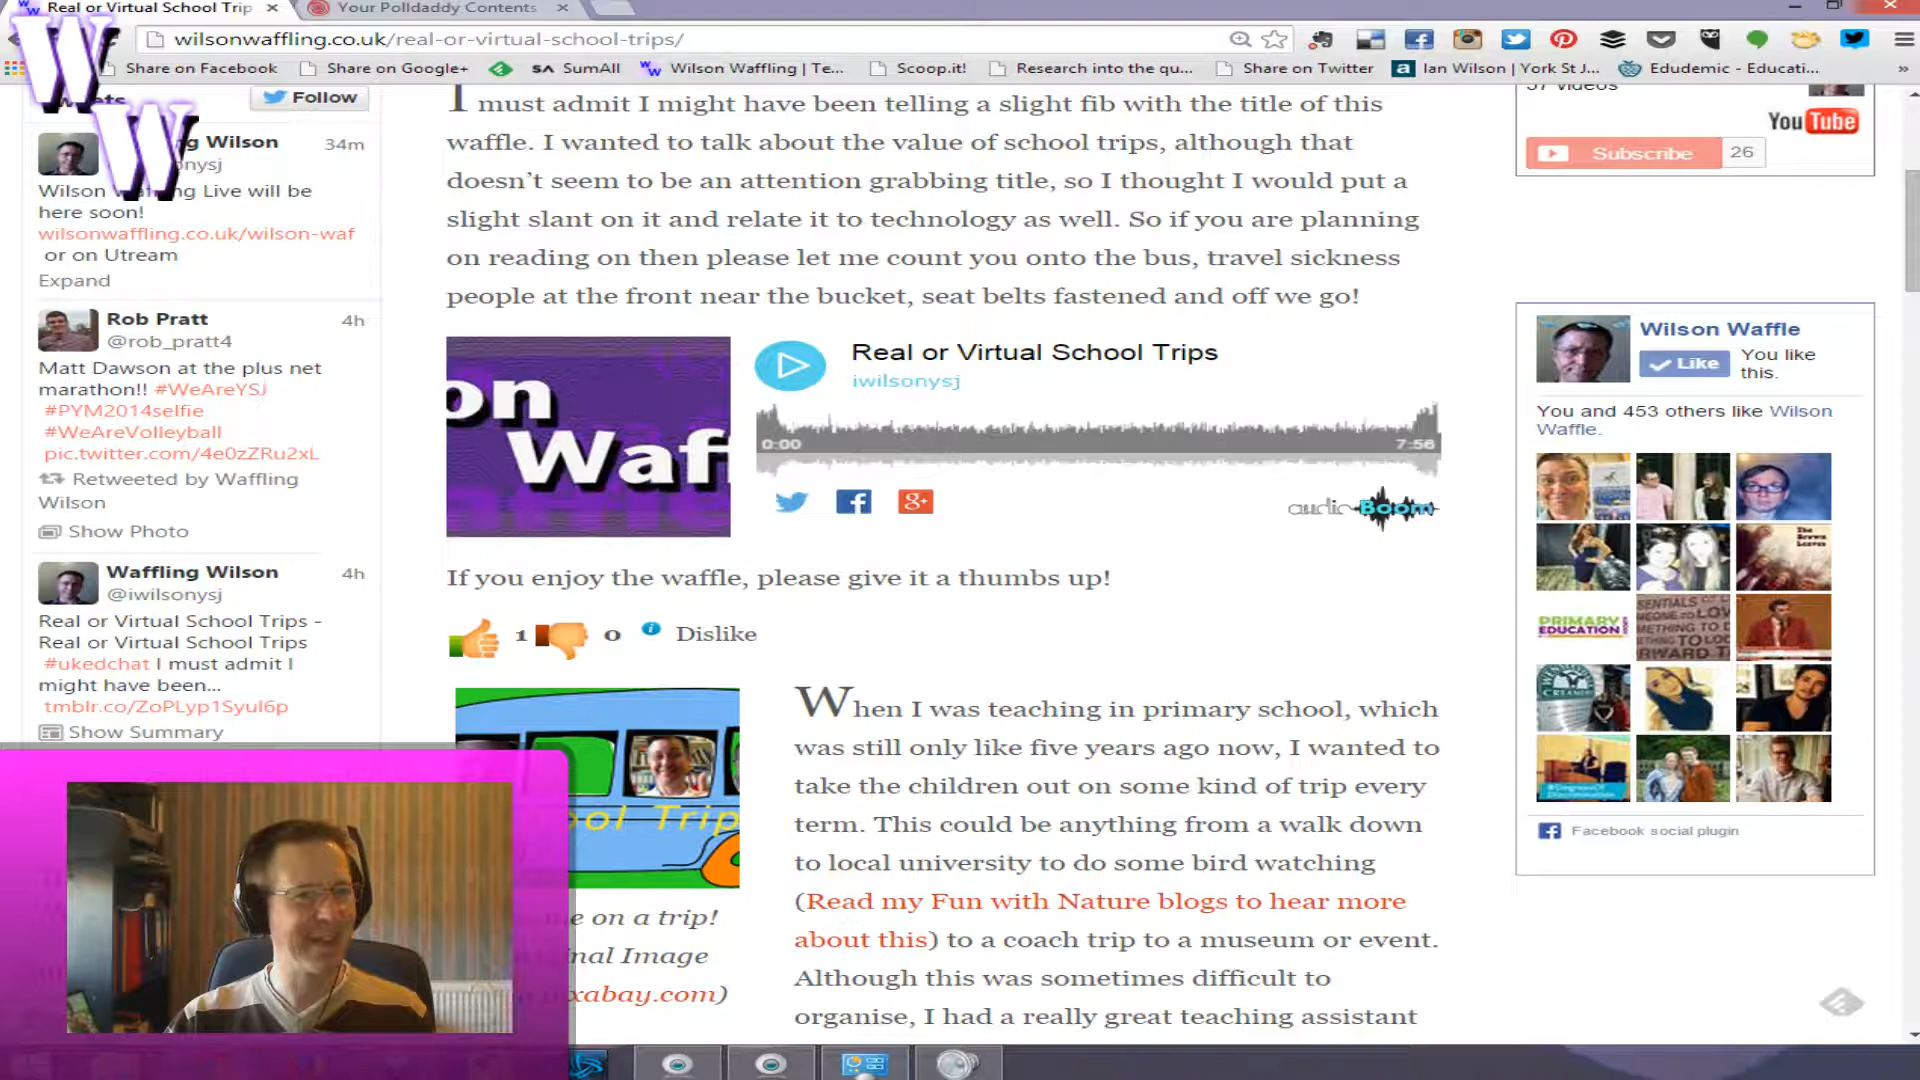 Real or Virtual School Trip
Your Polldaddy Contents
wilsonwaffling.co.uk/real-or-virtual-school-trips/
Share on Facebook
Share on Google+
SumAll
Wilson Waffling | Te...
Scoop.it!
Research into the qu...
Share on Twitter
Ian Wilson | York St J...
Edudemic - Educati...
»
W
W
Follow
g Wilson
34m
nysj
Wilson Waffling Live will be
here soon!
wilsonwaffling.co.uk/wilson-waf
or on Utream
Expand
Rob Pratt
4h
@rob_pratt4
Matt Dawson at the plus net
marathon!! #WeAreYSJ
#PYM2014selfie
#WeAreVolleyball
pic.twitter.com/4e0zZRu2xL
Retweeted by Waffling
Wilson
Show Photo
Waffling Wilson
4h
@iwilsonysj
Real or Virtual School Trips -
Real or Virtual School Trips
#ukedchat I must admit I
might have been...
tmblr.co/ZoPLyp1Syul6p
Show Summary
I must admit I might have been telling a slight fib with the title of this
waffle. I wanted to talk about the value of school trips, although that
doesn't seem to be an attention grabbing title, so I thought I would put a
slight slant on it and relate it to technology as well. So if you are planning
on reading on then please let me count you onto the bus, travel sickness
people at the front near the bucket, seat belts fastened and off we go!
on
Waff
Real or Virtual School Trips
iwilsonysj
0:00
7:56
audioBoom
If you enjoy the waffle, please give it a thumbs up!
1
0
Dislike
ool Trip
e on a trip!
nal Image
xabay.com)
When I was teaching in primary school, which
was still only like five years ago now, I wanted to
take the children out on some kind of trip every
term. This could be anything from a walk down
to local university to do some bird watching
(Read my Fun with Nature blogs to hear more
about this) to a coach trip to a museum or event.
Although this was sometimes difficult to
organise, I had a really great teaching assistant
37 videos
YouTube
Subscribe
26
Wilson Waffle
Like
You like
this.
You and 453 others like Wilson
Waffle.
PRIMARY
EDUCATION
Facebook social plugin